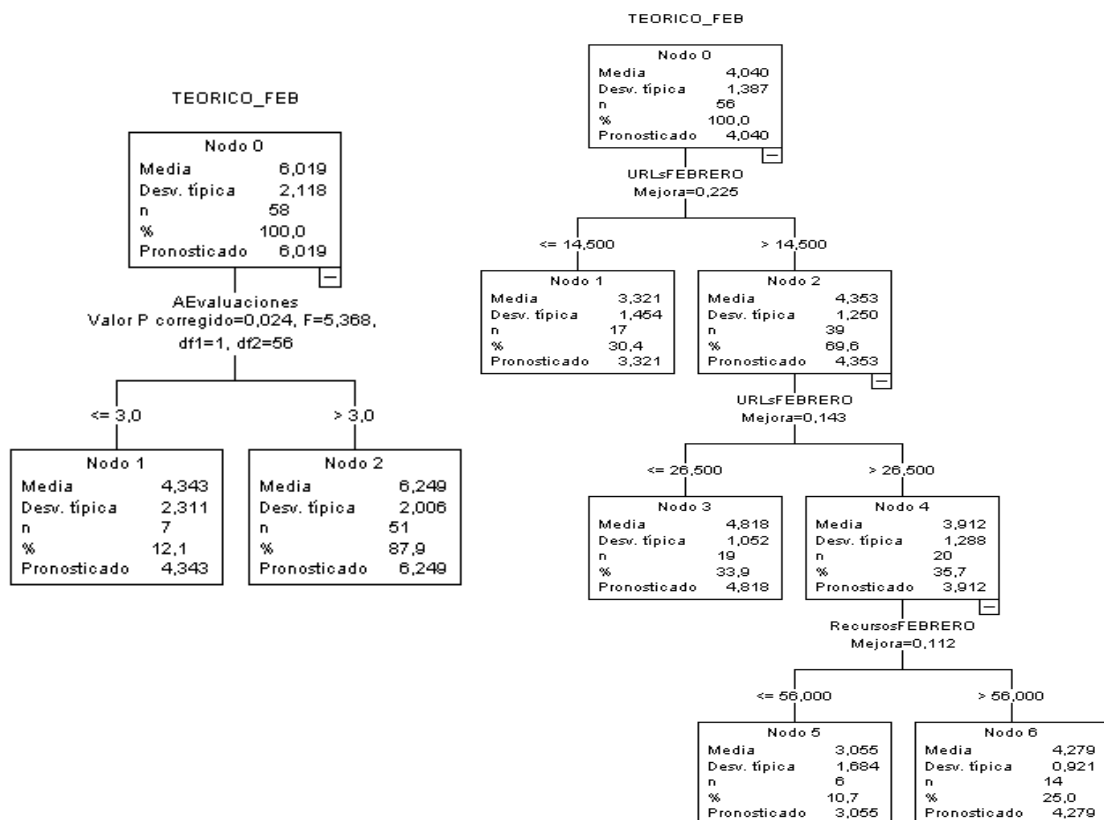 TEORICO_FEB
Nodo 0
Media 6,019
Desv. típica 2,118
n 58
% 100,0
Pronosticado 6,019
AEvaluaciones
Valor P corregido=0,024, F=5,368,
df1=1, df2=56
<= 3,0
> 3,0
Nodo 1
Media 4,343
Desv. típica 2,311
n 7
% 12,1
Pronosticado 4,343
Nodo 2
Media 6,249
Desv. típica 2,006
n 51
% 87,9
Pronosticado 6,249
TEORICO_FEB
Nodo 0
Media 4,040
Desv. típica 1,387
n 56
% 100,0
Pronosticado 4,040
URLsFEBRERO
Mejora=0,225
<= 14,500
> 14,500
Nodo 1
Media 3,321
Desv. típica 1,454
n 17
% 30,4
Pronosticado 3,321
Nodo 2
Media 4,353
Desv. típica 1,250
n 39
% 69,6
Pronosticado 4,353
URLsFEBRERO
Mejora=0,143
<= 26,500
> 26,500
Nodo 3
Media 4,818
Desv. típica 1,052
n 19
% 33,9
Pronosticado 4,818
Nodo 4
Media 3,912
Desv. típica 1,288
n 20
% 35,7
Pronosticado 3,912
RecursosFEBRERO
Mejora=0,112
<= 56,000
> 56,000
Nodo 5
Media 3,055
Desv. típica 1,684
n 6
% 10,7
Pronosticado 3,055
Nodo 6
Media 4,279
Desv. típica 0,921
n 14
% 25,0
Pronosticado 4,279